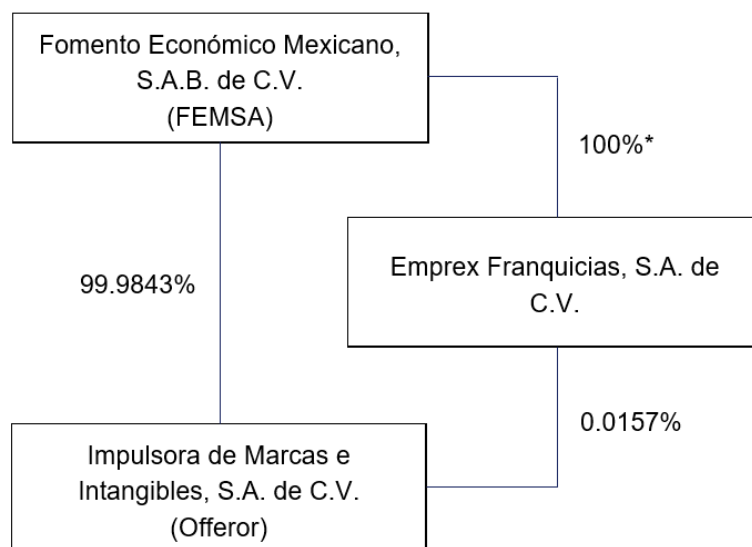 Fomento Económico Mexicano,
S.A.B. de C.V.
(FEMSA)
100%*
Emprex Franquicias, S.A. de
C.V.
99.9843%
0.0157%
Impulsora de Marcas e
Intangibles, S.A. de C.V.
(Offeror)